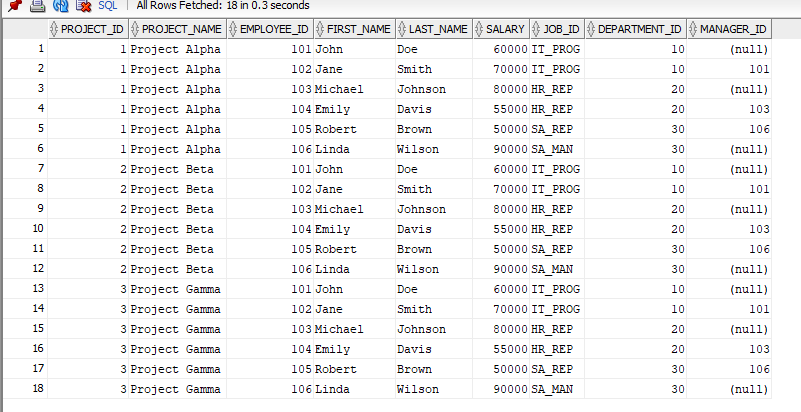 SQL | All Rows Fetched: 18 in 0.3 seconds
PROJECT_ID PROJECT_NAME EMPLOYEE_ID FIRST_NAME LAST_NAME SALARY JOB_ID DEPARTMENT_ID MANAGER_ID
1 1 Project Alpha 101 John Doe 60000 IT_PROG 10 (null)
2 1 Project Alpha 102 Jane Smith 70000 IT_PROG 10 101
3 1 Project Alpha 103 Michael Johnson 80000 HR_REP 20 (null)
4 1 Project Alpha 104 Emily Davis 55000 HR_REP 20 103
5 1 Project Alpha 105 Robert Brown 50000 SA_REP 30 106
6 1 Project Alpha 106 Linda Wilson 90000 SA_MAN 30 (null)
7 2 Project Beta 101 John Doe 60000 IT_PROG 10 (null)
8 2 Project Beta 102 Jane Smith 70000 IT_PROG 10 101
9 2 Project Beta 103 Michael Johnson 80000 HR_REP 20 (null)
10 2 Project Beta 104 Emily Davis 55000 HR_REP 20 103
11 2 Project Beta 105 Robert Brown 50000 SA_REP 30 106
12 2 Project Beta 106 Linda Wilson 90000 SA_MAN 30 (null)
13 3 Project Gamma 101 John Doe 60000 IT_PROG 10 (null)
14 3 Project Gamma 102 Jane Smith 70000 IT_PROG 10 101
15 3 Project Gamma 103 Michael Johnson 80000 HR_REP 20 (null)
16 3 Project Gamma 104 Emily Davis 55000 HR_REP 20 103
17 3 Project Gamma 105 Robert Brown 50000 SA_REP 30 106
18 3 Project Gamma 106 Linda Wilson 90000 SA_MAN 30 (null)